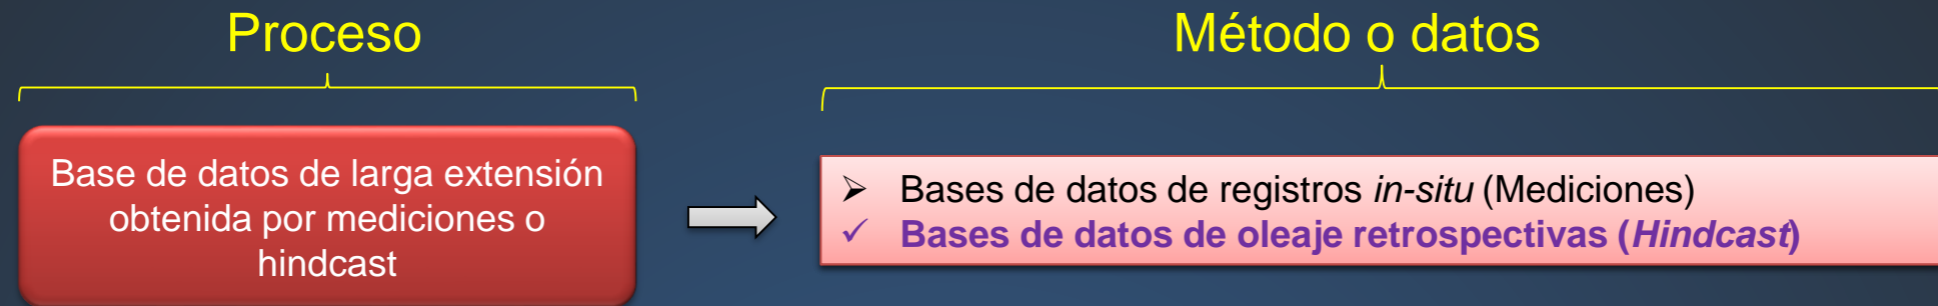 Proceso
Método o datos
Base de datos de larga extensión
obtenida por mediciones o
hindcast
➢ Bases de datos de registros in-situ (Mediciones)
✓ Bases de datos de oleaje retrospectivas (Hindcast)